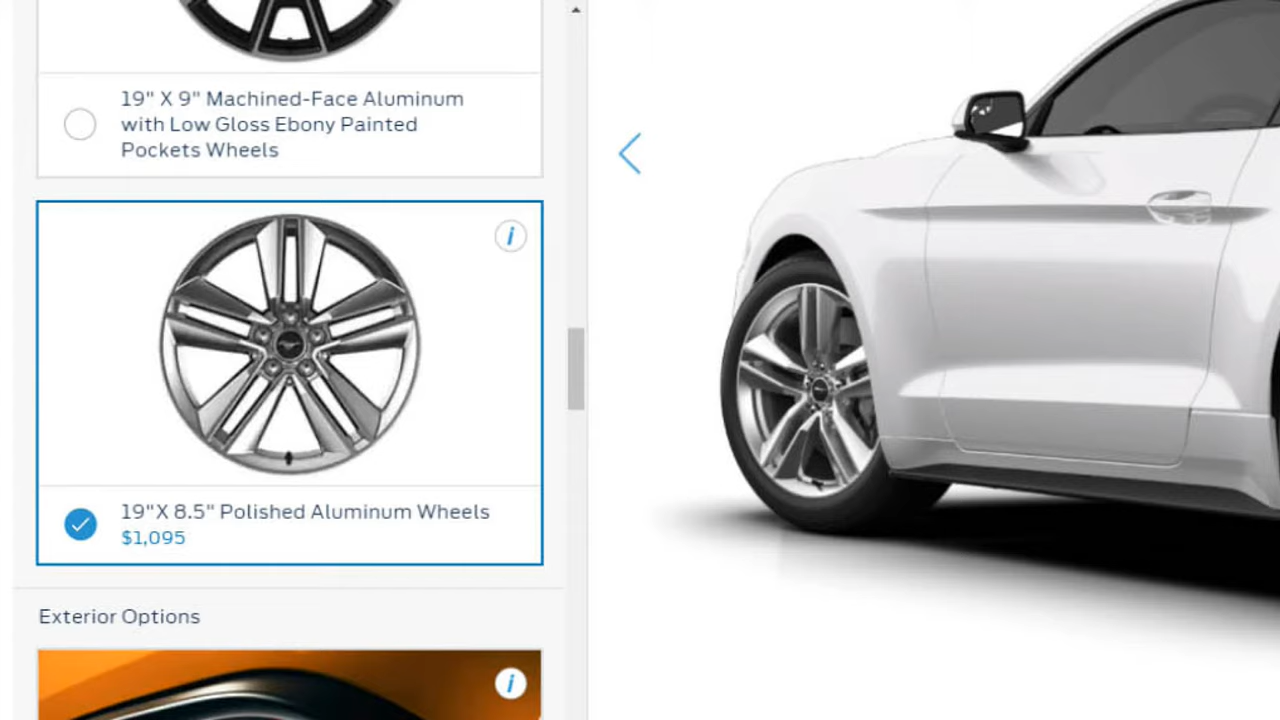 19" X 9" Machined-Face Aluminum
with Low Gloss Ebony Painted
Pockets Wheels
i
19"X 8.5" Polished Aluminum Wheels
$1,095
Exterior Options
i